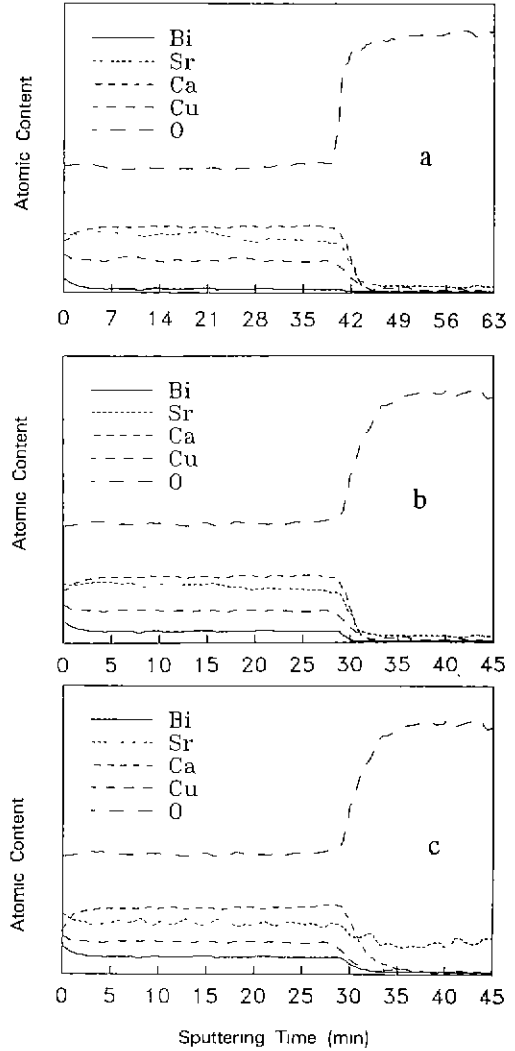 Bi
Sr
Ca
Cu
O
a
Atomic Content
0 7 14 21 28 35 42 49 56 63
Bi
Sr
Ca
Cu
O
b
Atomic Content
0 5 10 15 20 25 30 35 40 45
Bi
Sr
Ca
Cu
O
c
Atomic Content
0 5 10 15 20 25 30 35 40 45
Sputtering Time (min)